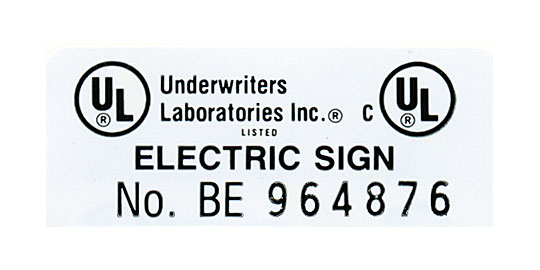 UL® Underwriters
Laboratories Inc.® C UL®
LISTED
ELECTRIC SIGN
No. BE 964876